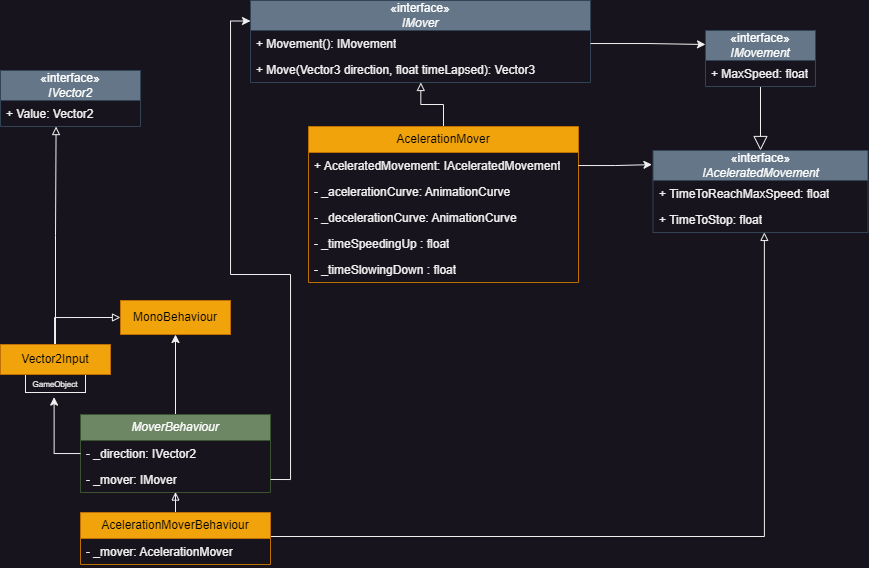 «interface»
IMover
+ Movement(): IMovement
+ Move(Vector3 direction, float timeLapsed): Vector3
«interface»
IMovement
+ MaxSpeed: float
«interface»
IVector2
+ Value: Vector2
AcelerationMover
+ AceleratedMovement: IAceleratedMovement
- _acelerationCurve: AnimationCurve
- _decelerationCurve: AnimationCurve
- _timeSpeedingUp : float
- _timeSlowingDown : float
«interface»
IAceleratedMovement
+ TimeToReachMaxSpeed: float
+ TimeToStop: float
MonoBehaviour
Vector2Input
GameObject
MoverBehaviour
- _direction: IVector2
- _mover: IMover
AcelerationMoverBehaviour
- _mover: AcelerationMover